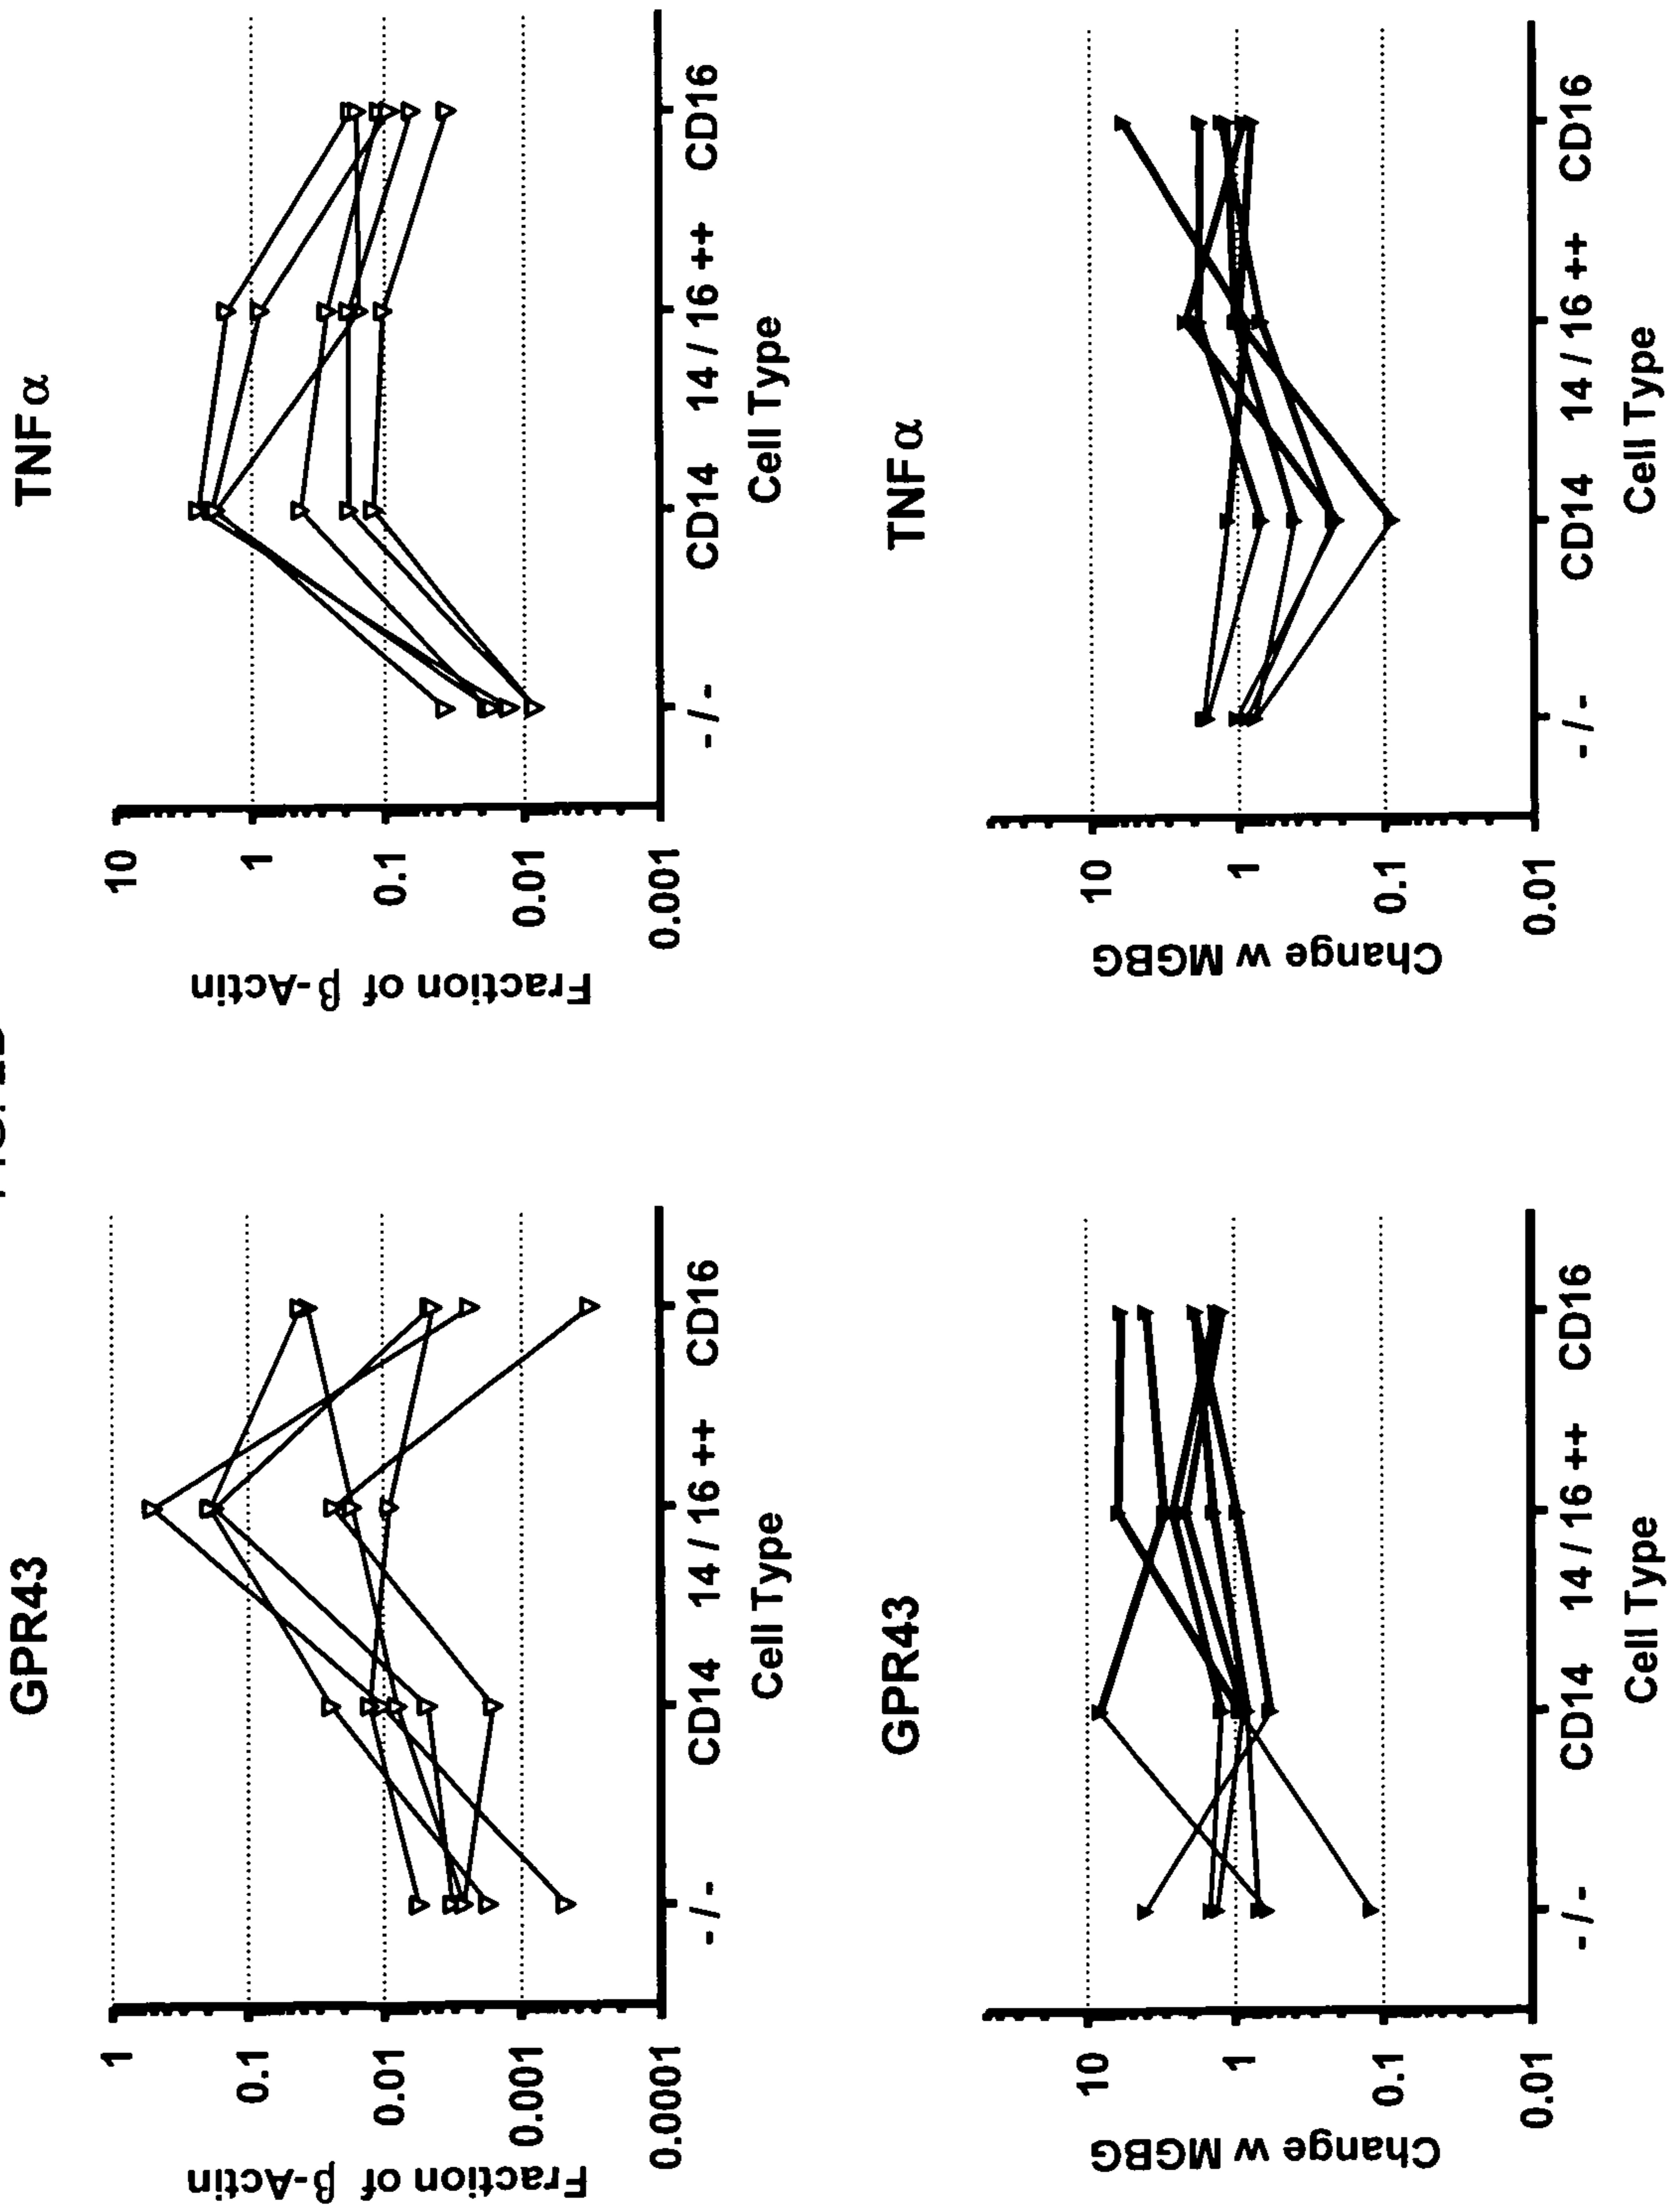 GPR43
Fraction of β-Actin
1
0.1
0.01
0.001
0.0001
- / -
CD14
14 / 16 ++
CD16
Cell Type
TNFα
Fraction of β-Actin
10
1
0.1
0.01
0.001
- / -
CD14
14 / 16 ++
CD16
Cell Type
GPR43
Change w MGBG
10
1
0.1
0.01
- / -
CD14
14 / 16 ++
CD16
Cell Type
TNFα
Change w MGBG
10
1
0.1
0.01
- / -
CD14
14 / 16 ++
CD16
Cell Type